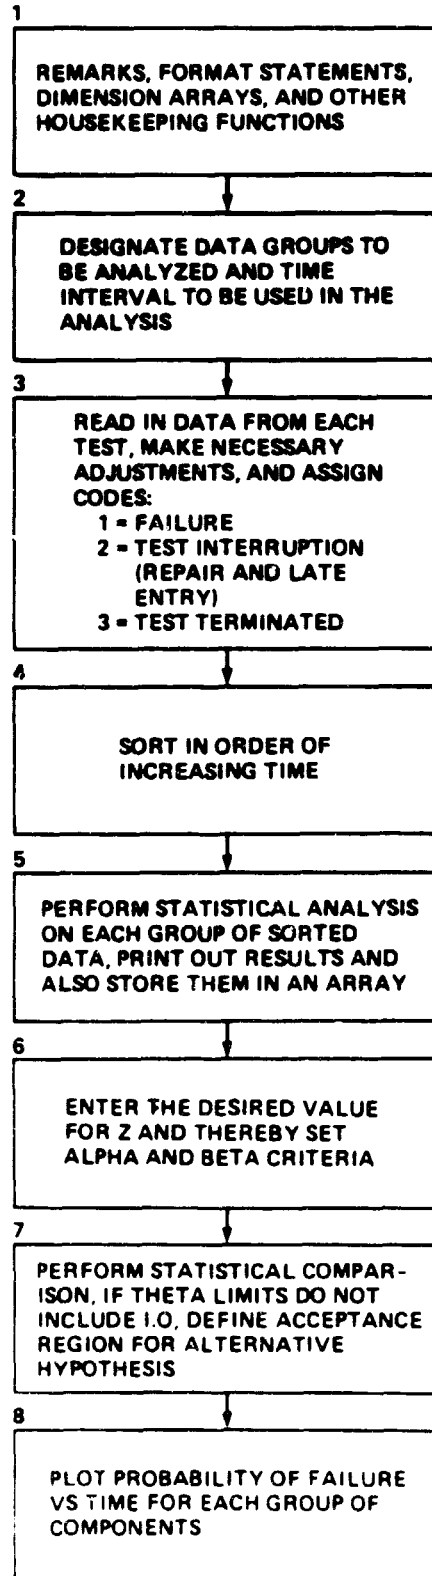 1
REMARKS, FORMAT STATEMENTS,
DIMENSION ARRAYS, AND OTHER
HOUSEKEEPING FUNCTIONS
2
DESIGNATE DATA GROUPS TO
BE ANALYZED AND TIME
INTERVAL TO BE USED IN THE
ANALYSIS
3
READ IN DATA FROM EACH
TEST, MAKE NECESSARY
ADJUSTMENTS, AND ASSIGN
CODES:
1 = FAILURE
2 = TEST INTERRUPTION
(REPAIR AND LATE
ENTRY)
3 = TEST TERMINATED
4
SORT IN ORDER OF
INCREASING TIME
5
PERFORM STATISTICAL ANALYSIS
ON EACH GROUP OF SORTED
DATA, PRINT OUT RESULTS AND
ALSO STORE THEM IN AN ARRAY
6
ENTER THE DESIRED VALUE
FOR Z AND THEREBY SET
ALPHA AND BETA CRITERIA
7
PERFORM STATISTICAL COMPAR-
ISON, IF THETA LIMITS DO NOT
INCLUDE I.O, DEFINE ACCEPTANCE
REGION FOR ALTERNATIVE
HYPOTHESIS
8
PLOT PROBABILITY OF FAILURE
VS TIME FOR EACH GROUP OF
COMPONENTS